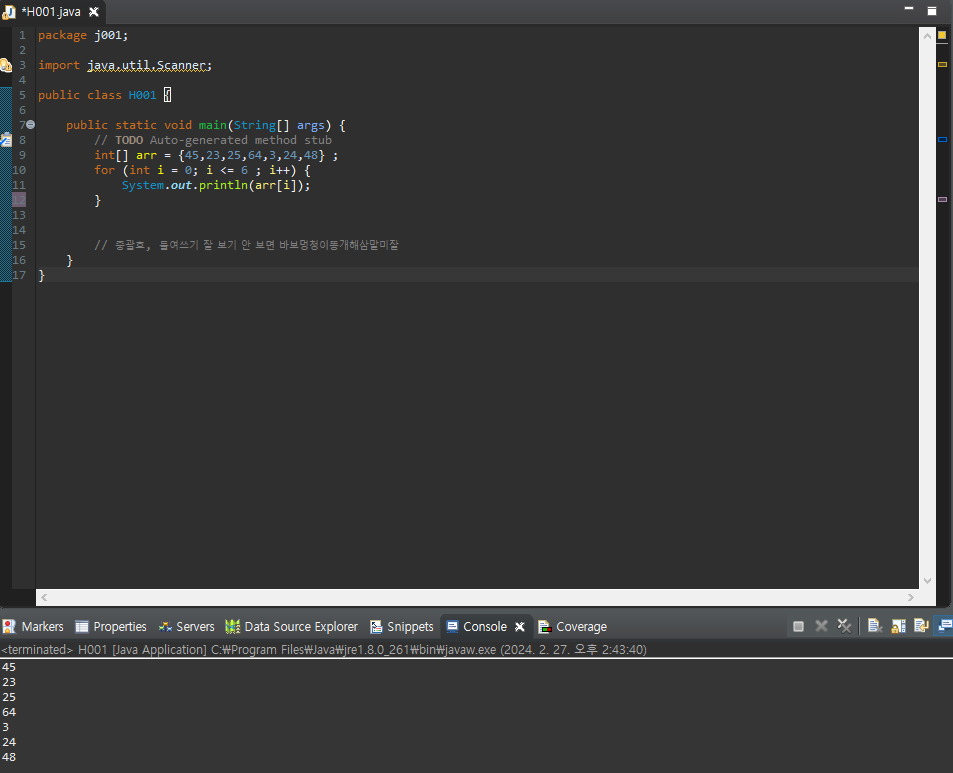 *H001.java
1 package j001;
2
3 import java.util.Scanner;
4
5 public class H001 {
6
7 public static void main(String[] args) {
8 // TODO Auto-generated method stub
9 int[] arr = {45,23,25,64,3,24,48} ;
10 for (int i = 0; i <= 6 ; i++) {
11 System.out.println(arr[i]);
12 }
13
14
15 // 중괄호, 들여쓰기 잘 보기 안 보면 바보멍청이똥개해삼말미잘
16 }
17 }
Markers Properties Servers Data Source Explorer Snippets Console Coverage
<terminated> H001 [Java Application] C:₩Program Files₩Java₩jre1.8.0_261₩bin₩javaw.exe (2024. 2. 27. 오후 2:43:40)
45
23
25
64
3
24
48